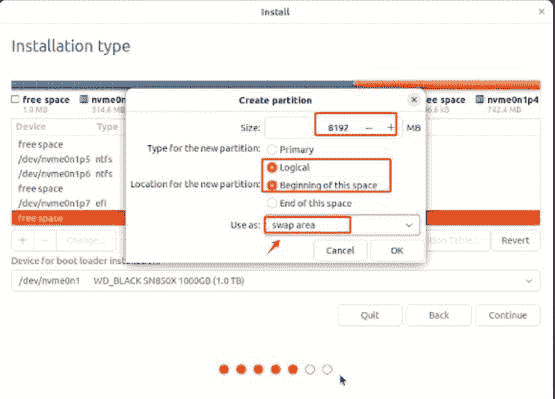 Install
Installation type
free space
nvme0n1p4
1.0 MB
314.6 MB
742.4 MB
Create partition
Size: 8192 − + MB
Type for the new partition: Primary
Logical
Location for the new partition: Beginning of this space
End of this space
Use as: swap area
Cancel OK
Device Type
free space
/dev/nvme0n1p5 ntfs
/dev/nvme0n1p6 ntfs
free space
/dev/nvme0n1p7 efi
free space
+ − Change...
Revert
Device for boot loader
/dev/nvme0n1 WD_BLACK SN850X 1000GB (1.0 TB)
Quit Back Continue